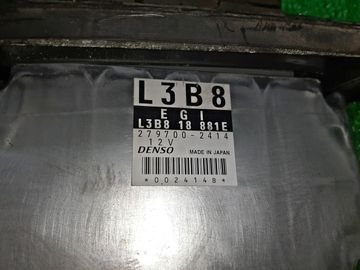 L3B8
EGI
L3B8 18 881E
279700-2414
12V
DENSO MADE IN JAPAN
*0024148*